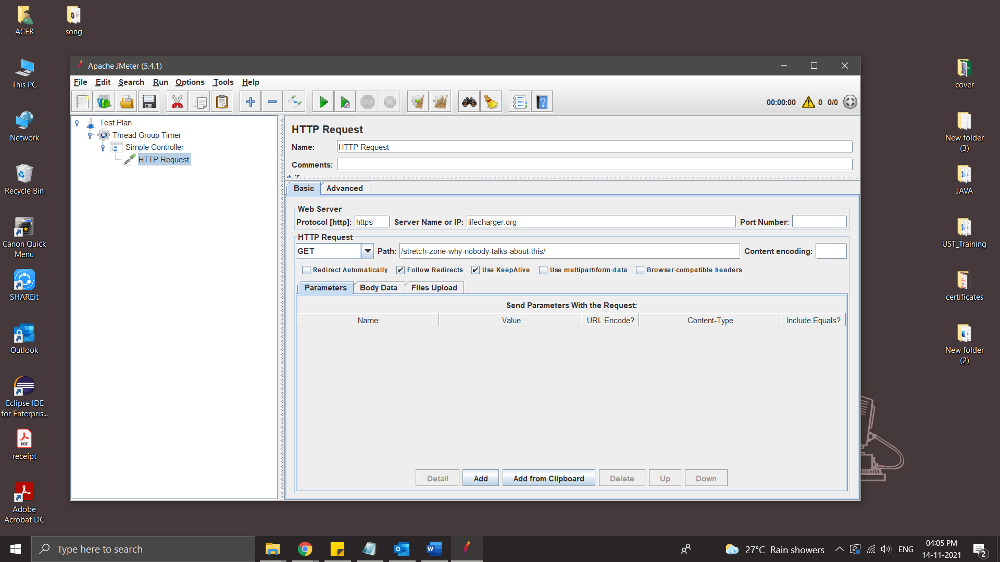 ACER
song
This PC
Network
Recycle Bin
Canon Quick
Menu
SHAREit
Outlook
Eclipse IDE
for Enterpris...
PDF
receipt
Adobe
Acrobat DC
Apache JMeter (5.4.1)
File Edit Search Run Options Tools Help
STOP
00:00:00 0 0/0
Test Plan
Thread Group Timer
Simple Controller
HTTP Request
HTTP Request
Name: HTTP Request
Comments:
Basic Advanced
Web Server
Protocol [http]: https Server Name or IP: lifecharger.org Port Number:
HTTP Request
GET Path: /stretch-zone-why-nobody-talks-about-this/ Content encoding:
Redirect Automatically Follow Redirects Use KeepAlive Use multipart/form-data Browser-compatible headers
Parameters Body Data Files Upload
Send Parameters With the Request:
Name: Value URL Encode? Content-Type Include Equals?
Detail Add Add from Clipboard Delete Up Down
cover
New folder
(3)
JAVA
UST_Training
certificates
New folder
(2)
Type here to search
27°C Rain showers
ENG
04:05 PM
14-11-2021
2